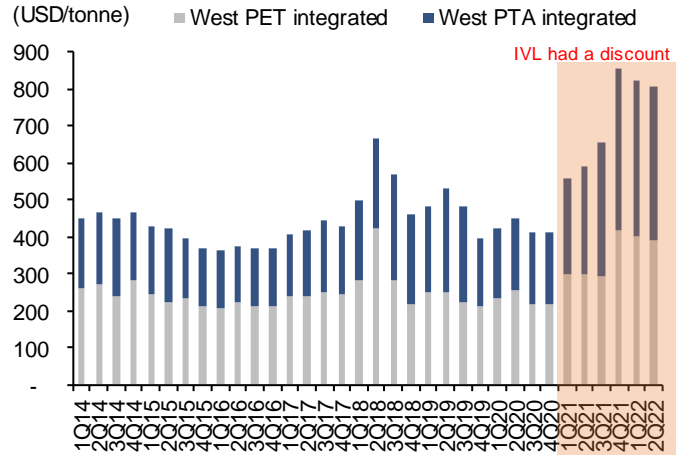 (USD/tonne)
West PET integrated
West PTA integrated
IVL had a discount
900
800
700
600
500
400
300
200
100
-
1Q14
2Q14
3Q14
4Q14
1Q15
2Q15
3Q15
4Q15
1Q16
2Q16
3Q16
4Q16
1Q17
2Q17
3Q17
4Q17
1Q18
2Q18
3Q18
4Q18
1Q19
2Q19
3Q19
4Q19
1Q20
2Q20
3Q20
4Q20
1Q21
2Q21
3Q21
4Q21
1Q22
2Q22